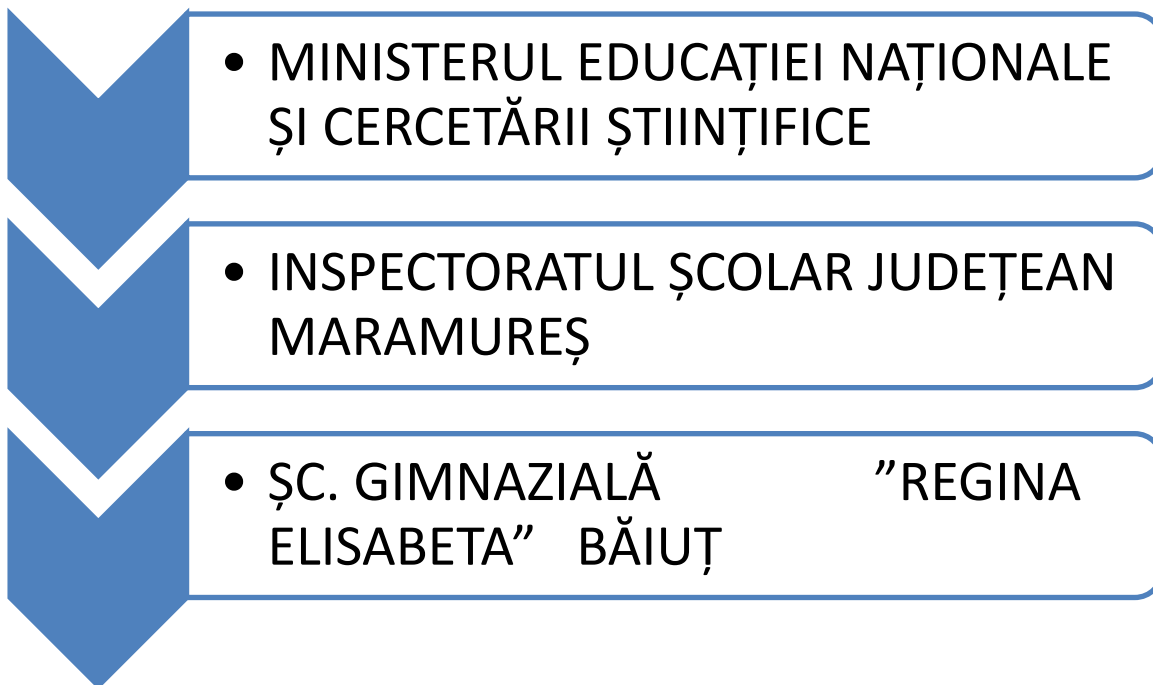 • MINISTERUL EDUCAȚIEI NAȚIONALE
ȘI CERCETĂRII ȘTIINȚIFICE
• INSPECTORATUL ȘCOLAR JUDEȚEAN
MARAMUREȘ
• ȘC. GIMNAZIALĂ ”REGINA
ELISABETA” BĂIUȚ